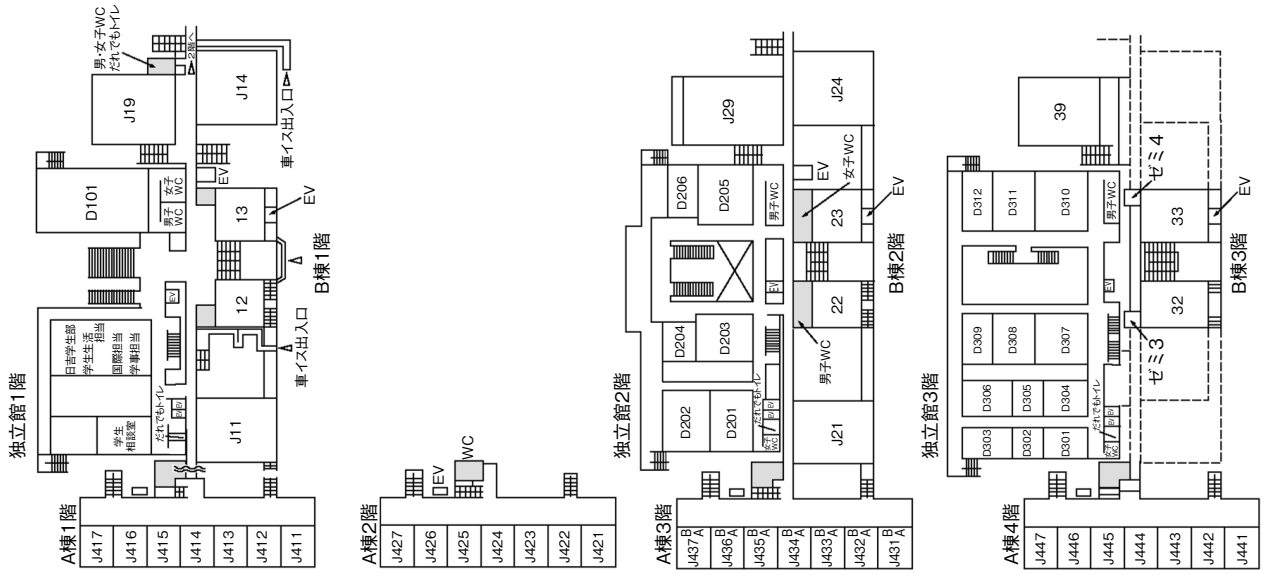 独立館1階
日吉学生部
学生生活
担当
国際担当
学事担当
学生
相談室
だれでもトイレ
EV
EV
EV
D101
男子
WC
女子
WC
J19
男・女子WC
だれでもトイレ
2階へ
A棟1階
J417
J416
J415
J414
J413
J412
J411
J11
車イス出入口
12
13
EV
EV
B棟1階
J14
車イス出入口
A棟2階
J427
J426
J425
J424
J423
J422
J421
EV
WC
独立館2階
D202
D201
D204
D203
D206
D205
だれでもトイレ
女子
WC
EV
EV
EV
男子WC
J29
A棟3階
J437 B A
J436 B A
J435 B A
J434 B A
J433 B A
J432 B A
J431 B A
J21
男子WC
22
23
EV
女子WC
EV
B棟2階
J24
独立館3階
D303
D302
D301
D306
D305
D304
D309
D308
D307
D312
D311
D310
だれでもトイレ
女子
WC
EV
EV
EV
男子WC
39
A棟4階
J447
J446
J445
J444
J443
J442
J441
ゼミ3
ゼミ4
32
33
EV
B棟3階